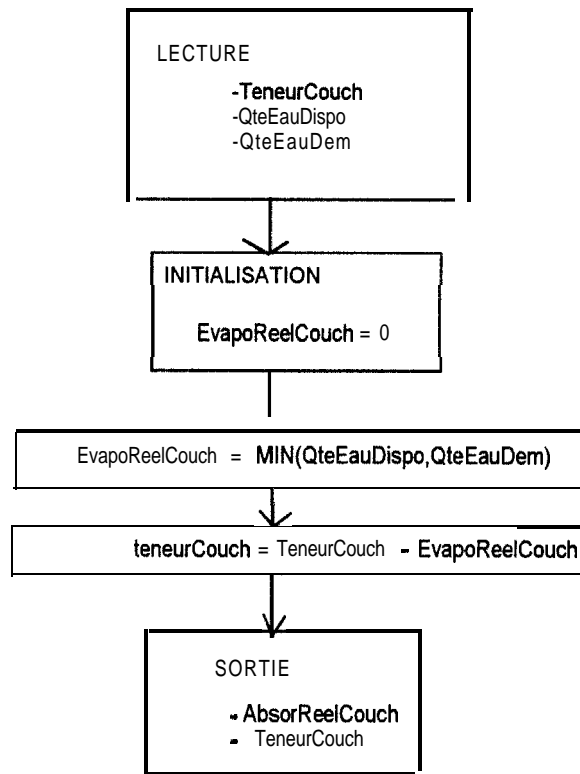 LECTURE
-TeneurCouch
-QteEauDispo
-QteEauDem
INITIALISATION
EvapoReelCouch = 0
EvapoReelCouch = MIN(QteEauDispo,QteEauDem)
teneurCouch = TeneurCouch - EvapoReelCouch
SORTIE
- AbsorReelCouch
- TeneurCouch